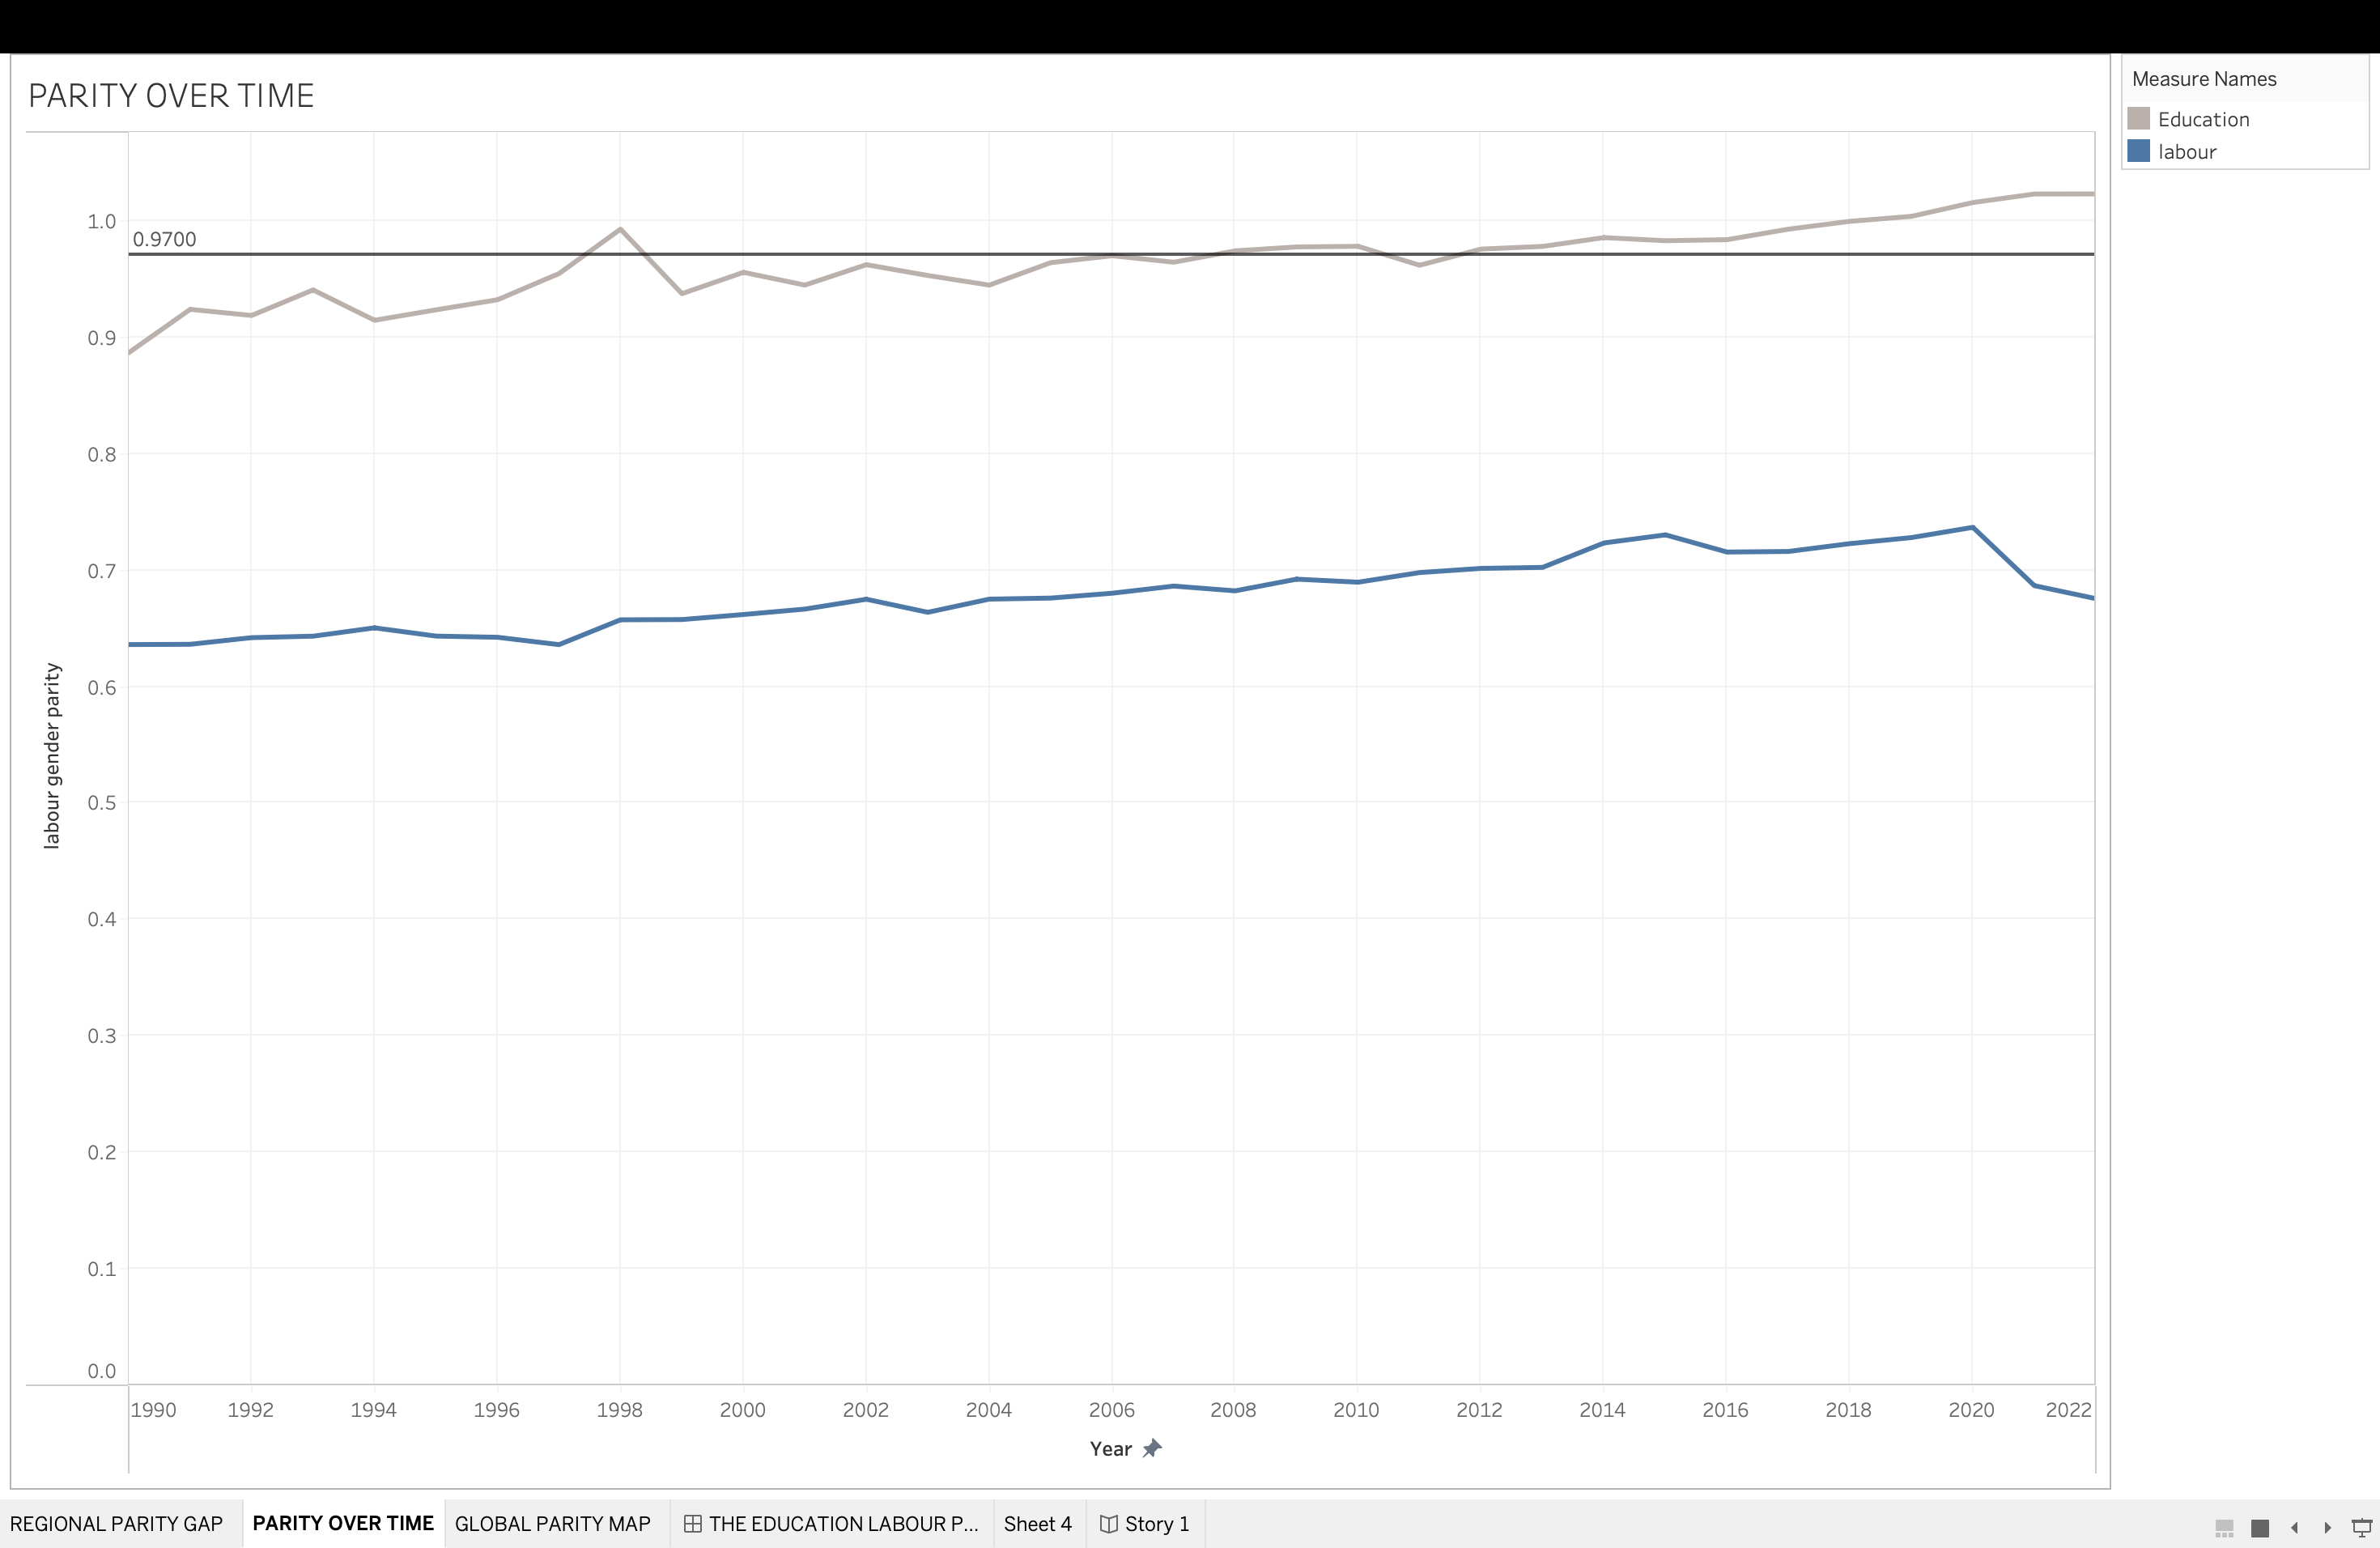 PARITY OVER TIME
Measure Names
Education
labour
1.0
0.9700
0.9
0.8
0.7
0.6
0.5
0.4
0.3
0.2
0.1
0.0
labour gender parity
1990 1992 1994 1996 1998 2000 2002 2004 2006 2008 2010 2012 2014 2016 2018 2020 2022
Year
REGIONAL PARITY GAP PARITY OVER TIME GLOBAL PARITY MAP THE EDUCATION LABOUR P... Sheet 4 Story 1